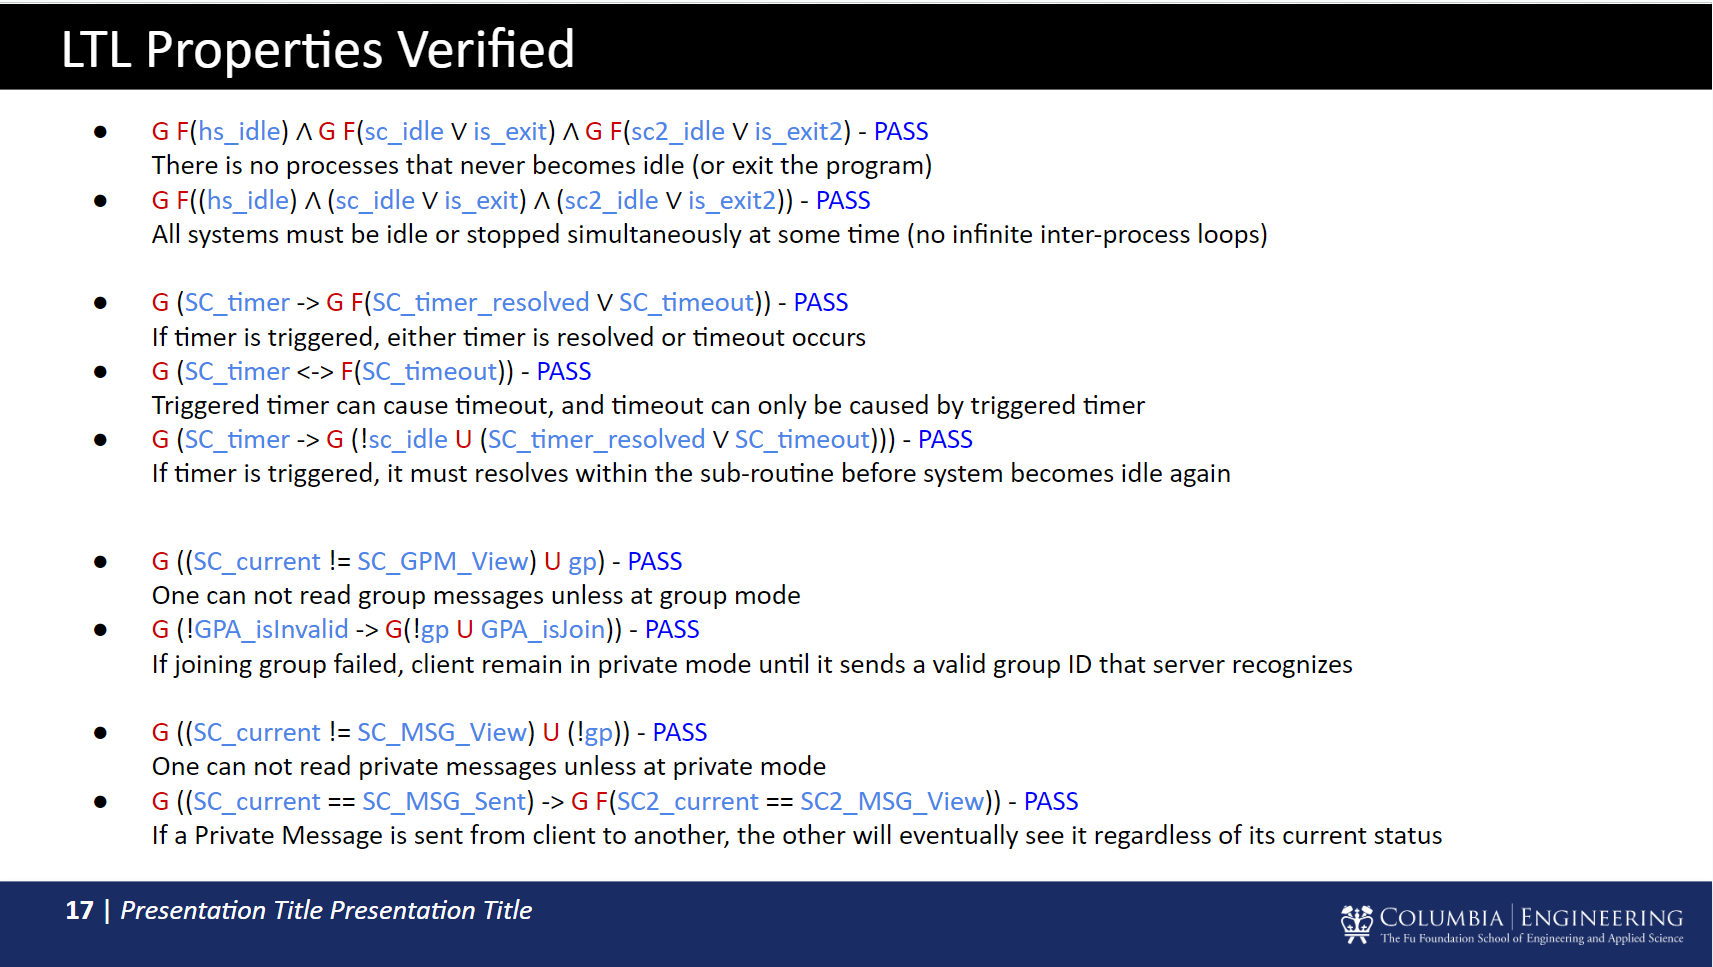 LTL Properties Verified
● G F(hs_idle) ∧ G F(sc_idle ∨ is_exit) ∧ G F(sc2_idle ∨ is_exit2) - PASS
There is no processes that never becomes idle (or exit the program)
● G F((hs_idle) ∧ (sc_idle ∨ is_exit) ∧ (sc2_idle ∨ is_exit2)) - PASS
All systems must be idle or stopped simultaneously at some time (no infinite inter-process loops)
● G (SC_timer -> G F(SC_timer_resolved ∨ SC_timeout)) - PASS
If timer is triggered, either timer is resolved or timeout occurs
● G (SC_timer <-> F(SC_timeout)) - PASS
Triggered timer can cause timeout, and timeout can only be caused by triggered timer
● G (SC_timer -> G (!sc_idle U (SC_timer_resolved ∨ SC_timeout))) - PASS
If timer is triggered, it must resolves within the sub-routine before system becomes idle again
● G ((SC_current != SC_GPM_View) U gp) - PASS
One can not read group messages unless at group mode
● G (!GPA_isInvalid -> G(!gp U GPA_isJoin)) - PASS
If joining group failed, client remain in private mode until it sends a valid group ID that server recognizes
● G ((SC_current != SC_MSG_View) U (!gp)) - PASS
One can not read private messages unless at private mode
● G ((SC_current == SC_MSG_Sent) -> G F(SC2_current == SC2_MSG_View)) - PASS
If a Private Message is sent from client to another, the other will eventually see it regardless of its current status
17 | Presentation Title Presentation Title
COLUMBIA | ENGINEERING
The Fu Foundation School of Engineering and Applied Science